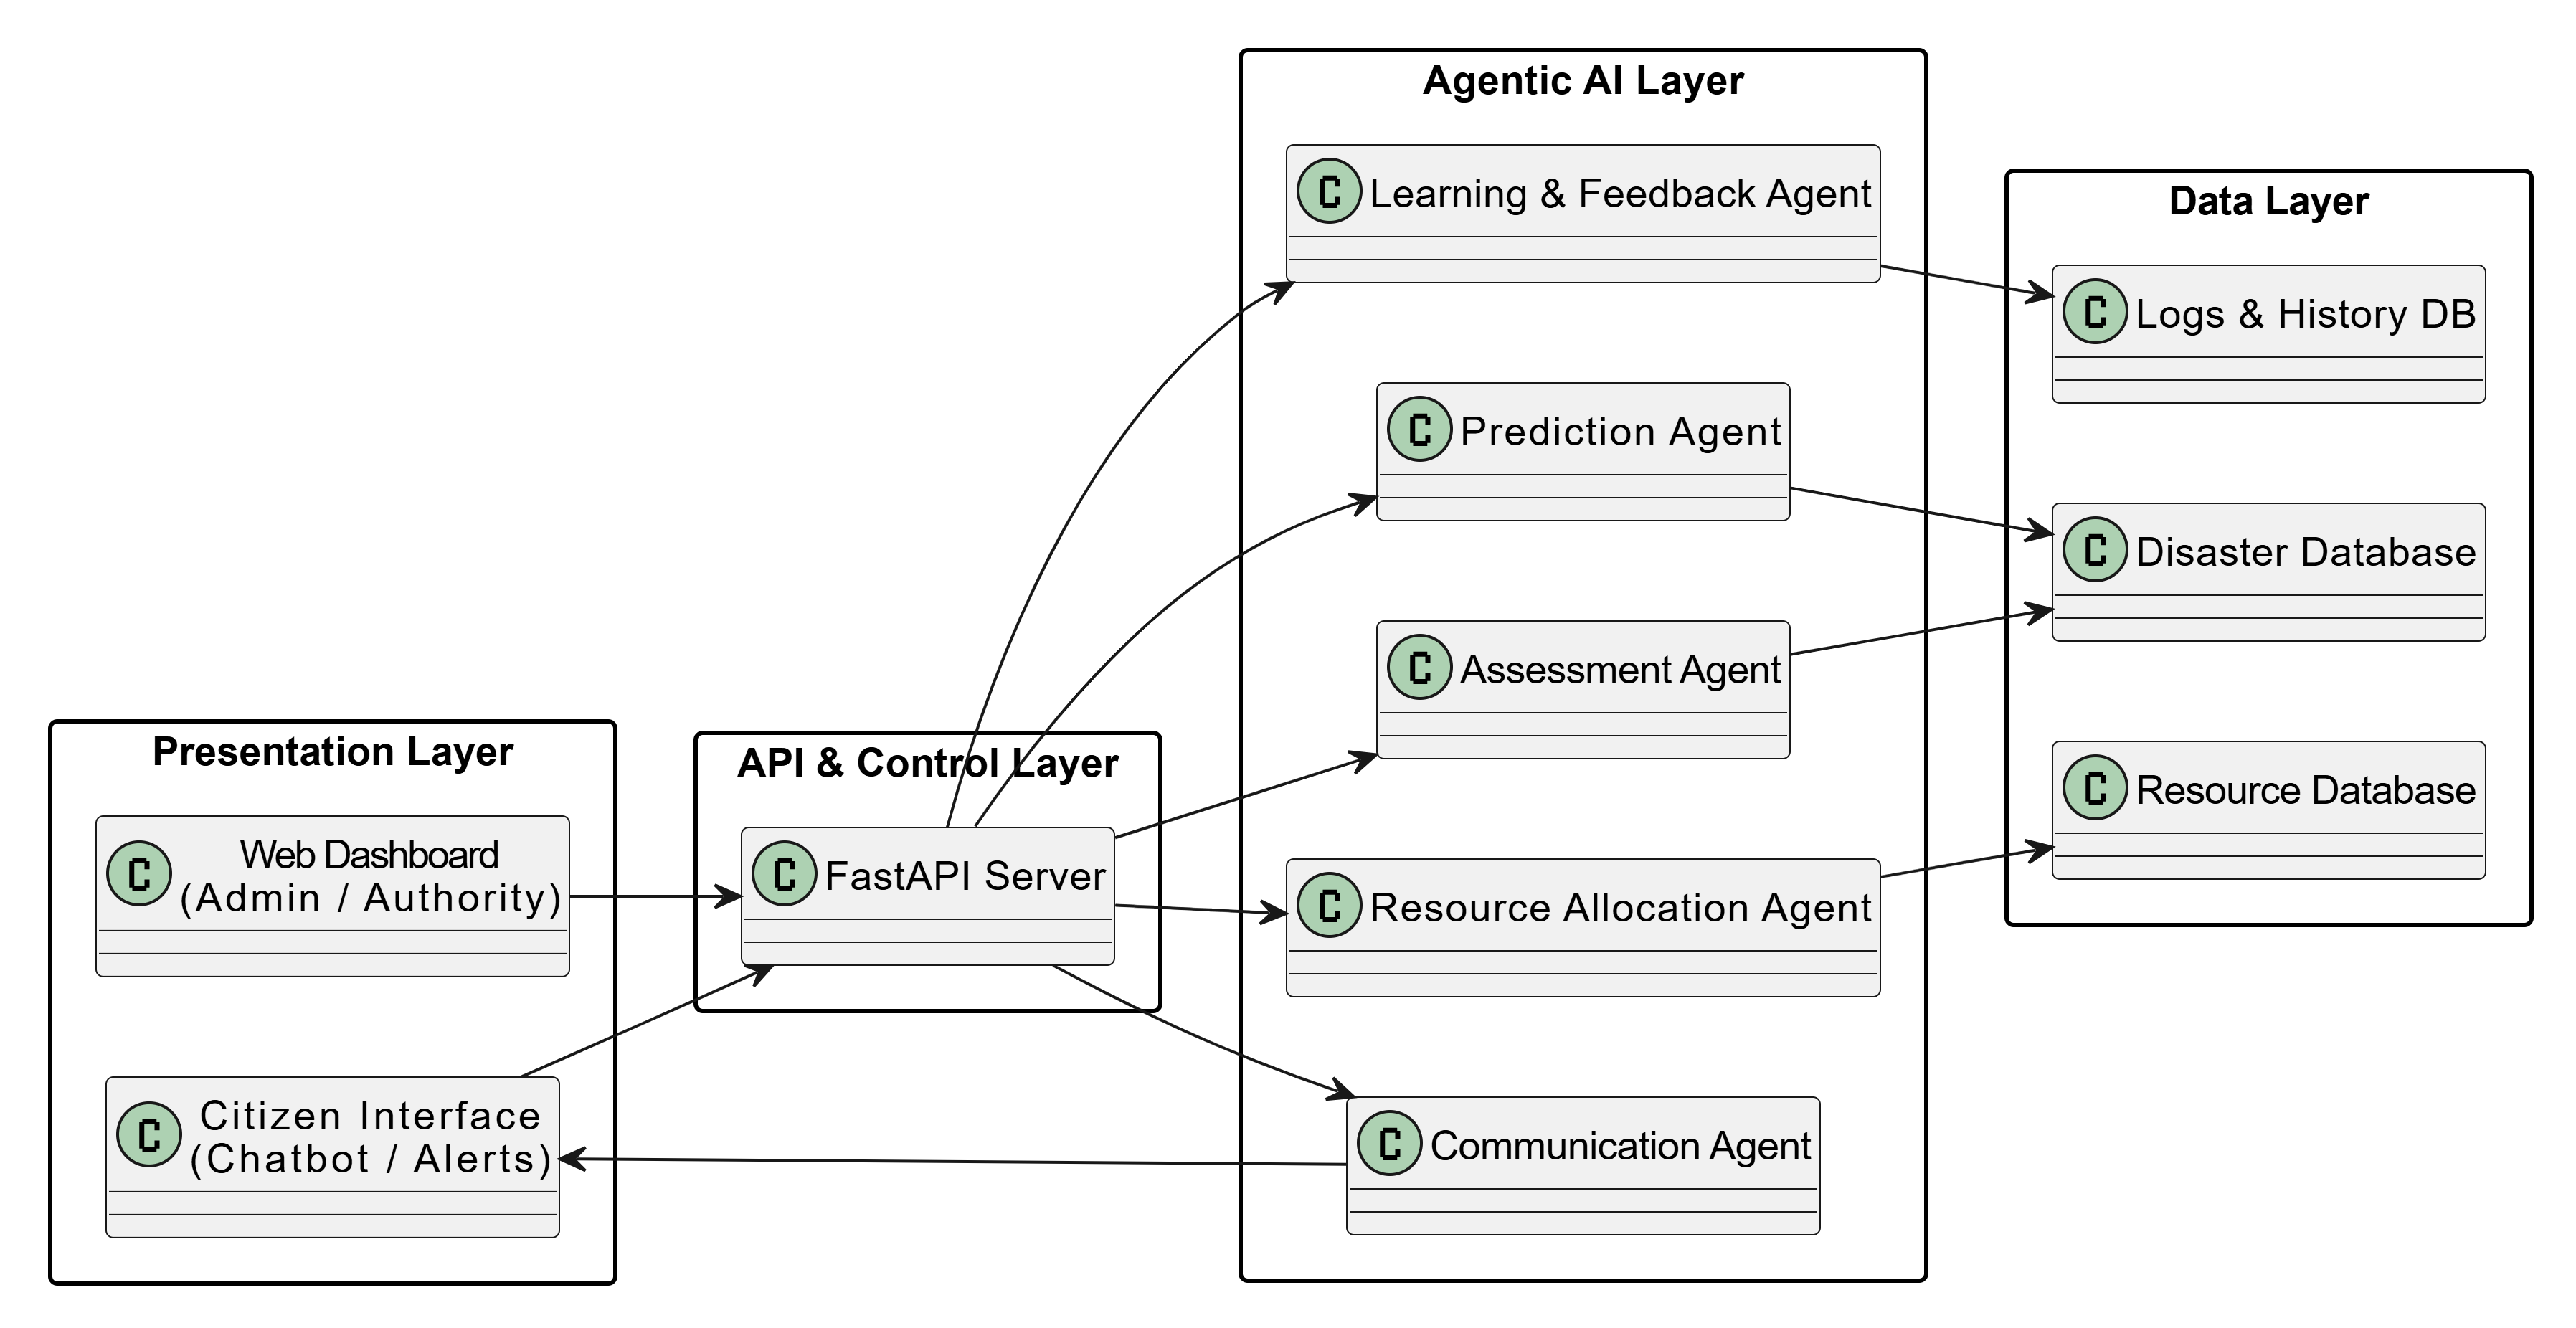 Presentation Layer
C
Web Dashboard
(Admin / Authority)
C
Citizen Interface
(Chatbot / Alerts)
API & Control Layer
C
FastAPI Server
Agentic AI Layer
C
Learning & Feedback Agent
C
Prediction Agent
C
Assessment Agent
C
Resource Allocation Agent
C
Communication Agent
Data Layer
C
Logs & History DB
C
Disaster Database
C
Resource Database